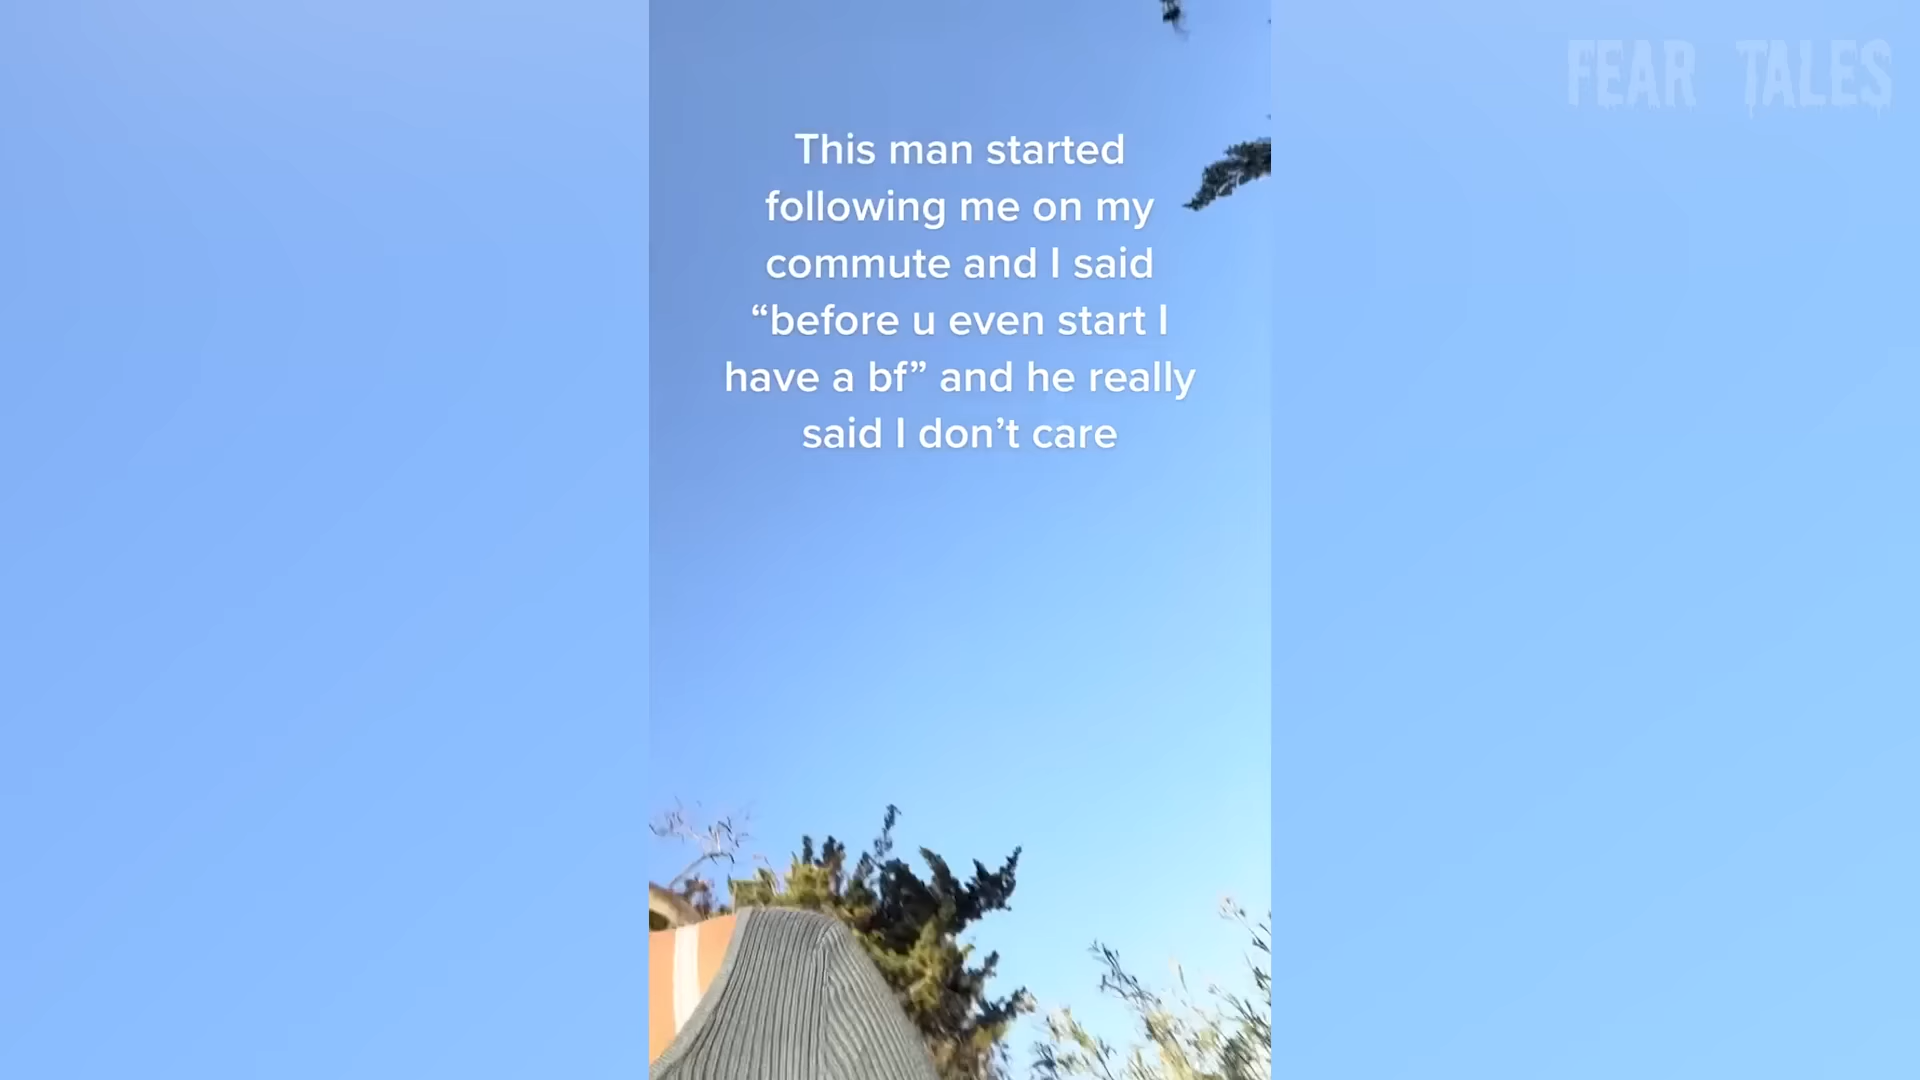 FEAR TALES
This man started
following me on my
commute and I said
“before u even start I
have a bf” and he really
said I don’t care